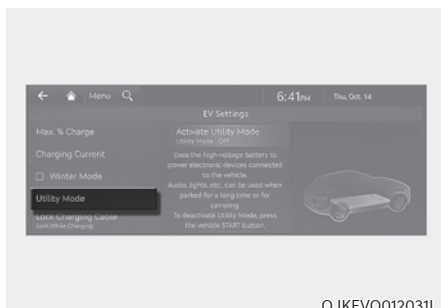 Menu
6:41PM Thu, Oct. 14
EV Settings
Max. % Charge
Charging Current
Winter Mode
Utility Mode
Lock Charging Cable
Lock While Charging
Activate Utility Mode
Utility Mode : OFF
Uses the high-voltage battery to
power electronic devices connected
to the vehicle.
Audio, lights, etc, can be used when
parked for a long time or for
camping.
To deactivate Utility Mode, press
the vehicle START button.